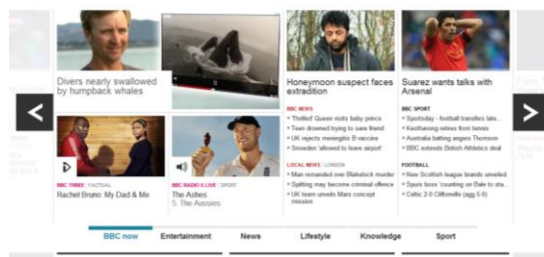 Divers nearly swallowed
by humpback whales
Honeymoon suspect faces
extradition
Suarez wants talks with
Arsenal
BBC NEWS
'Thrilled' Queen visits baby prince
Teen drowned trying to save friend
UK rejects meningitis B vaccine
Snowden 'allowed to leave airport'
LOCAL NEWS LONDON
Man remanded over Blakelock murder
Spitting may become criminal offence
UK team unveils Mars concept
mission
BBC SPORT
Sportsday - football transfers late...
Keothavong retires from tennis
Australia batting angers Thomson
BBC extends British Athletics deal
FOOTBALL
New Scottish league brands unveiled
Spurs boss 'counting on Bale to sta...
Celtic 2-0 Cliftonville (agg 5-0)
BBC THREE FACTUAL
Rachel Bruno: My Dad & Me
BBC RADIO 5 LIVE SPORT
The Ashes
5. The Aussies
BBC now Entertainment News Lifestyle Knowledge Sport